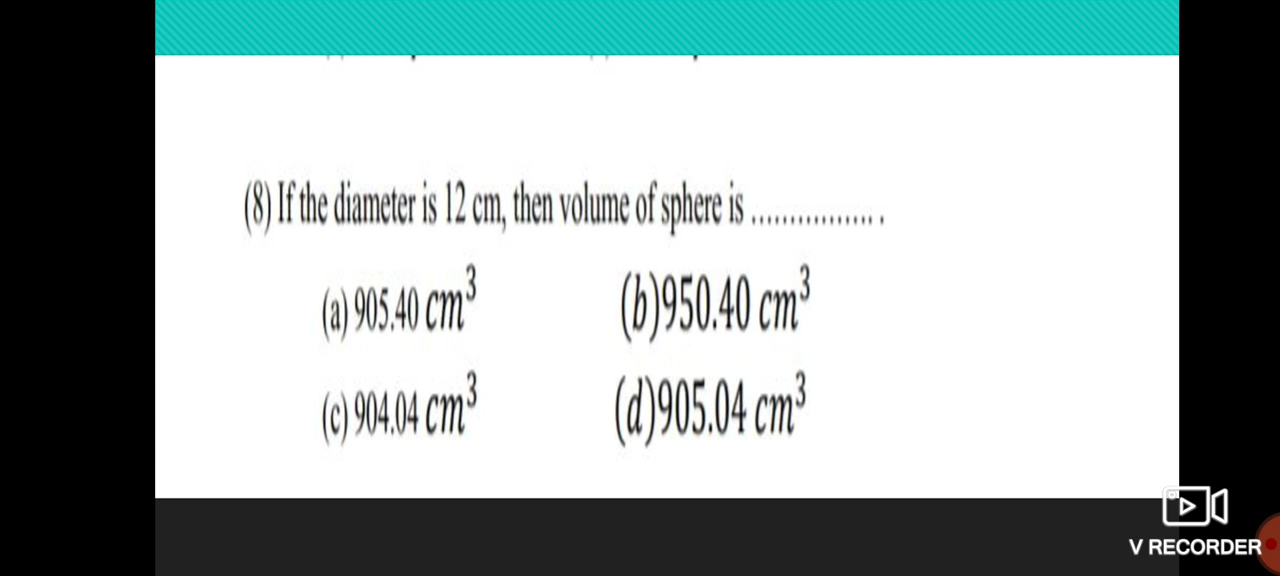 (8) If the diameter is 12 cm, then volume of sphere is ................ .
(a) 905.40 cm³ (b)950.40 cm³
(c) 904.04 cm³ (d)905.04 cm³
V RECORDER